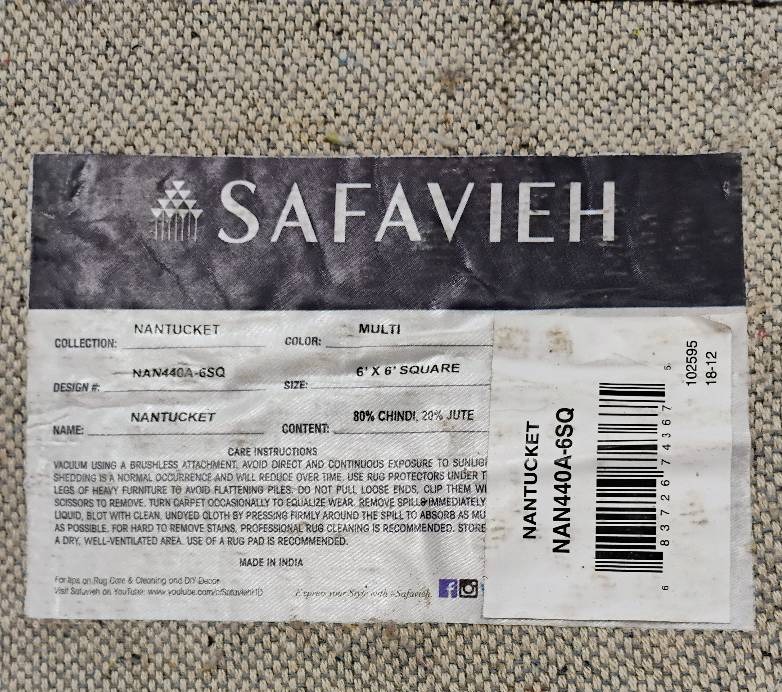 SAFAVIEH
COLLECTION: NANTUCKET COLOR: MULTI
DESIGN #: NAN440A-6SQ SIZE: 6' X 6' SQUARE
NAME: NANTUCKET CONTENT: 80% CHINDI, 20% JUTE
CARE INSTRUCTIONS
VACUUM USING A BRUSHLESS ATTACHMENT. AVOID DIRECT AND CONTINUOUS EXPOSURE TO SUNLIG
SHEDDING IS A NORMAL OCCURRENCE AND WILL REDUCE OVER TIME. USE RUG PROTECTORS UNDER T
LEGS OF HEAVY FURNITURE TO AVOID FLATTENING PILES. DO NOT PULL LOOSE ENDS, CLIP THEM WI
SCISSORS TO REMOVE. TURN CARPET OCCASIONALLY TO EQUALIZE WEAR. REMOVE SPILLS IMMEDIATELY
LIQUID, BLOT WITH CLEAN, UNDYED CLOTH BY PRESSING FIRMLY AROUND THE SPILL TO ABSORB AS MU
AS POSSIBLE. FOR HARD TO REMOVE STAINS, PROFESSIONAL RUG CLEANING IS RECOMMENDED. STORE
A DRY, WELL-VENTILATED AREA. USE OF A RUG PAD IS RECOMMENDED.
MADE IN INDIA
For tips on Rug Care & Cleaning and DIY Decor
Visit Safavieh on YouTube: www.youtube.com/c/SafaviehHD
Express your Style with #Safavieh.
NANTUCKET
NAN440A-6SQ
6 83726 74367 5
102595
18-12